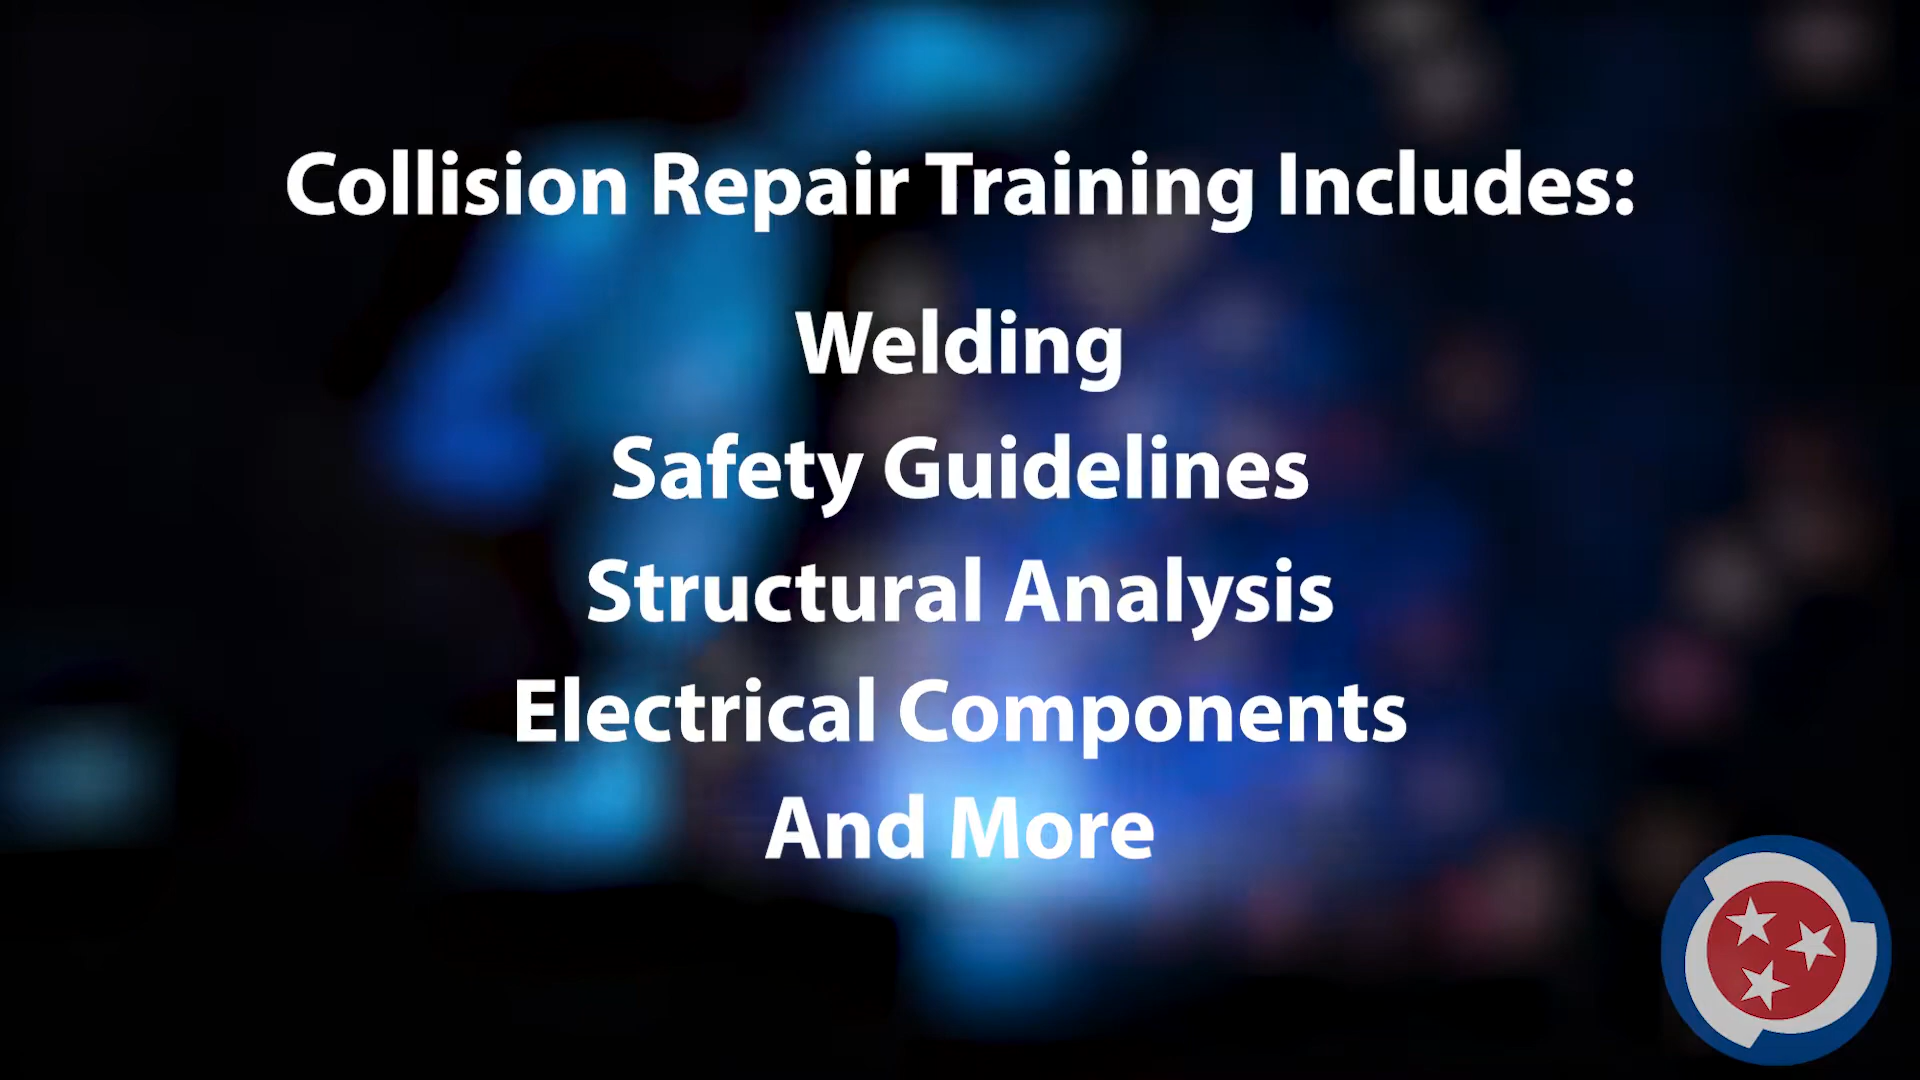 Collision Repair Training Includes:
Welding
Safety Guidelines
Structural Analysis
Electrical Components
And More